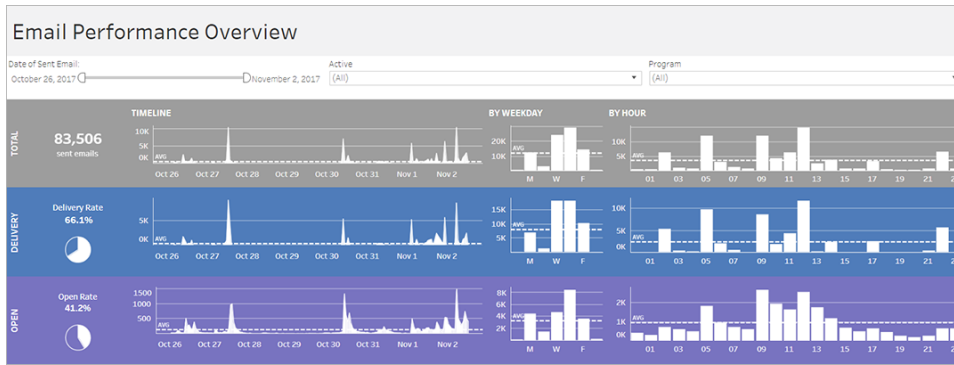 Email Performance Overview
Date of Sent Email:
October 26, 2017 November 2, 2017
Active
(All)
Program
(All)
TIMELINE BY WEEKDAY BY HOUR
TOTAL
83,506
sent emails
10K
5K
0K
AVG
Oct 26 Oct 27 Oct 28 Oct 30 Oct 31 Nov 1 Nov 2
20K
10K
AVG
M W F
10K
5K
AVG
01 03 05 07 09 11 13 15 17 19 21
DELIVERY
Delivery Rate
66.1%
5K
0K
AVG
Oct 26 Oct 27 Oct 28 Oct 30 Oct 31 Nov 1 Nov 2
15K
10K
5K
AVG
M W F
10K
5K
0K
AVG
01 03 05 07 09 11 13 15 17 19 21
OPEN
Open Rate
41.2%
1500
1000
500
AVG
Oct 26 Oct 27 Oct 28 Oct 30 Oct 31 Nov 1 Nov 2
8K
6K
4K
2K
AVG
M W F
2K
1K
0K
AVG
01 03 05 07 09 11 13 15 17 19 21